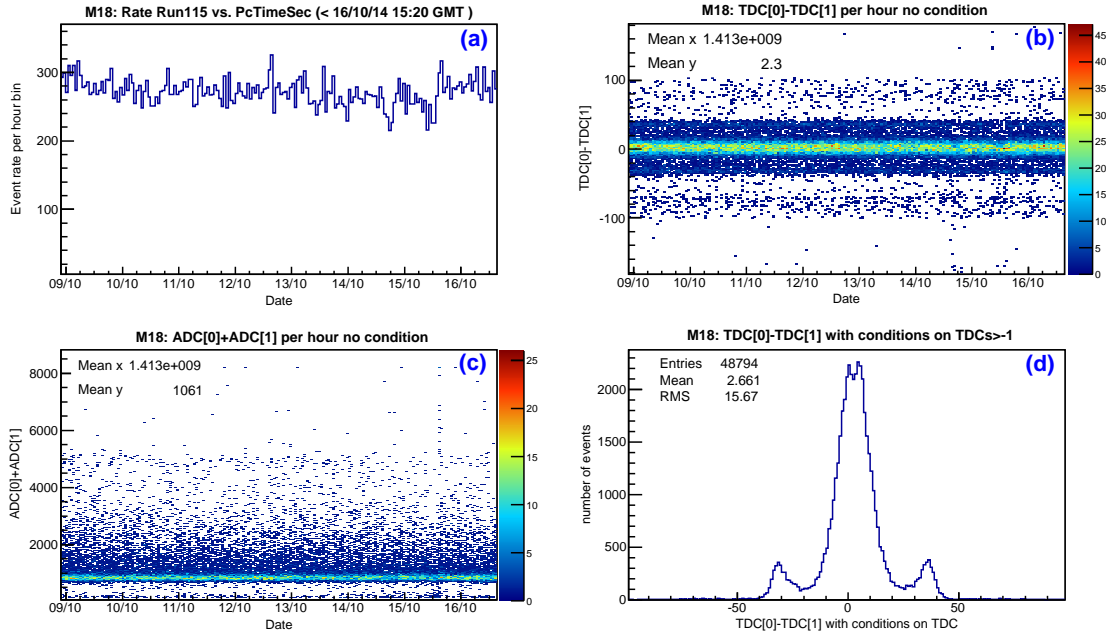 M18: Rate Run115 vs. PcTimeSec (< 16/10/14 15:20 GMT )
(a)
300
200
100
Event rate per hour bin
09/10 10/10 11/10 12/10 13/10 14/10 15/10 16/10
Date
M18: TDC[0]-TDC[1] per hour no condition
(b)
Mean x 1.413e+009
Mean y 2.3
100
0
-100
TDC[0]-TDC[1]
09/10 10/10 11/10 12/10 13/10 14/10 15/10 16/10
Date
45
40
35
30
25
20
15
10
5
0
M18: ADC[0]+ADC[1] per hour no condition
(c)
Mean x 1.413e+009
Mean y 1061
8000
6000
4000
2000
ADC[0]+ADC[1]
09/10 10/10 11/10 12/10 13/10 14/10 15/10 16/10
Date
25
20
15
10
5
0
M18: TDC[0]-TDC[1] with conditions on TDCs>-1
(d)
Entries 48794
Mean 2.661
RMS 15.67
2000
1500
1000
500
0
number of events
-50 0 50
TDC[0]-TDC[1] with conditions on TDC